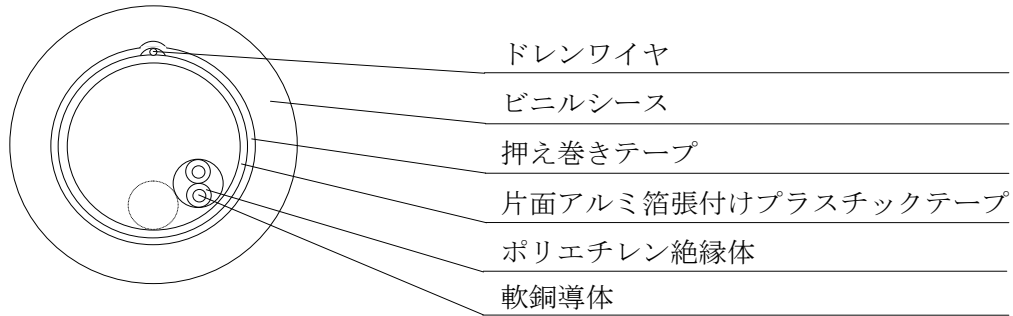 ドレンワイヤ
ビニルシース
押え巻きテープ
片面アルミ箔張付けプラスチックテープ
ポリエチレン絶縁体
軟銅導体